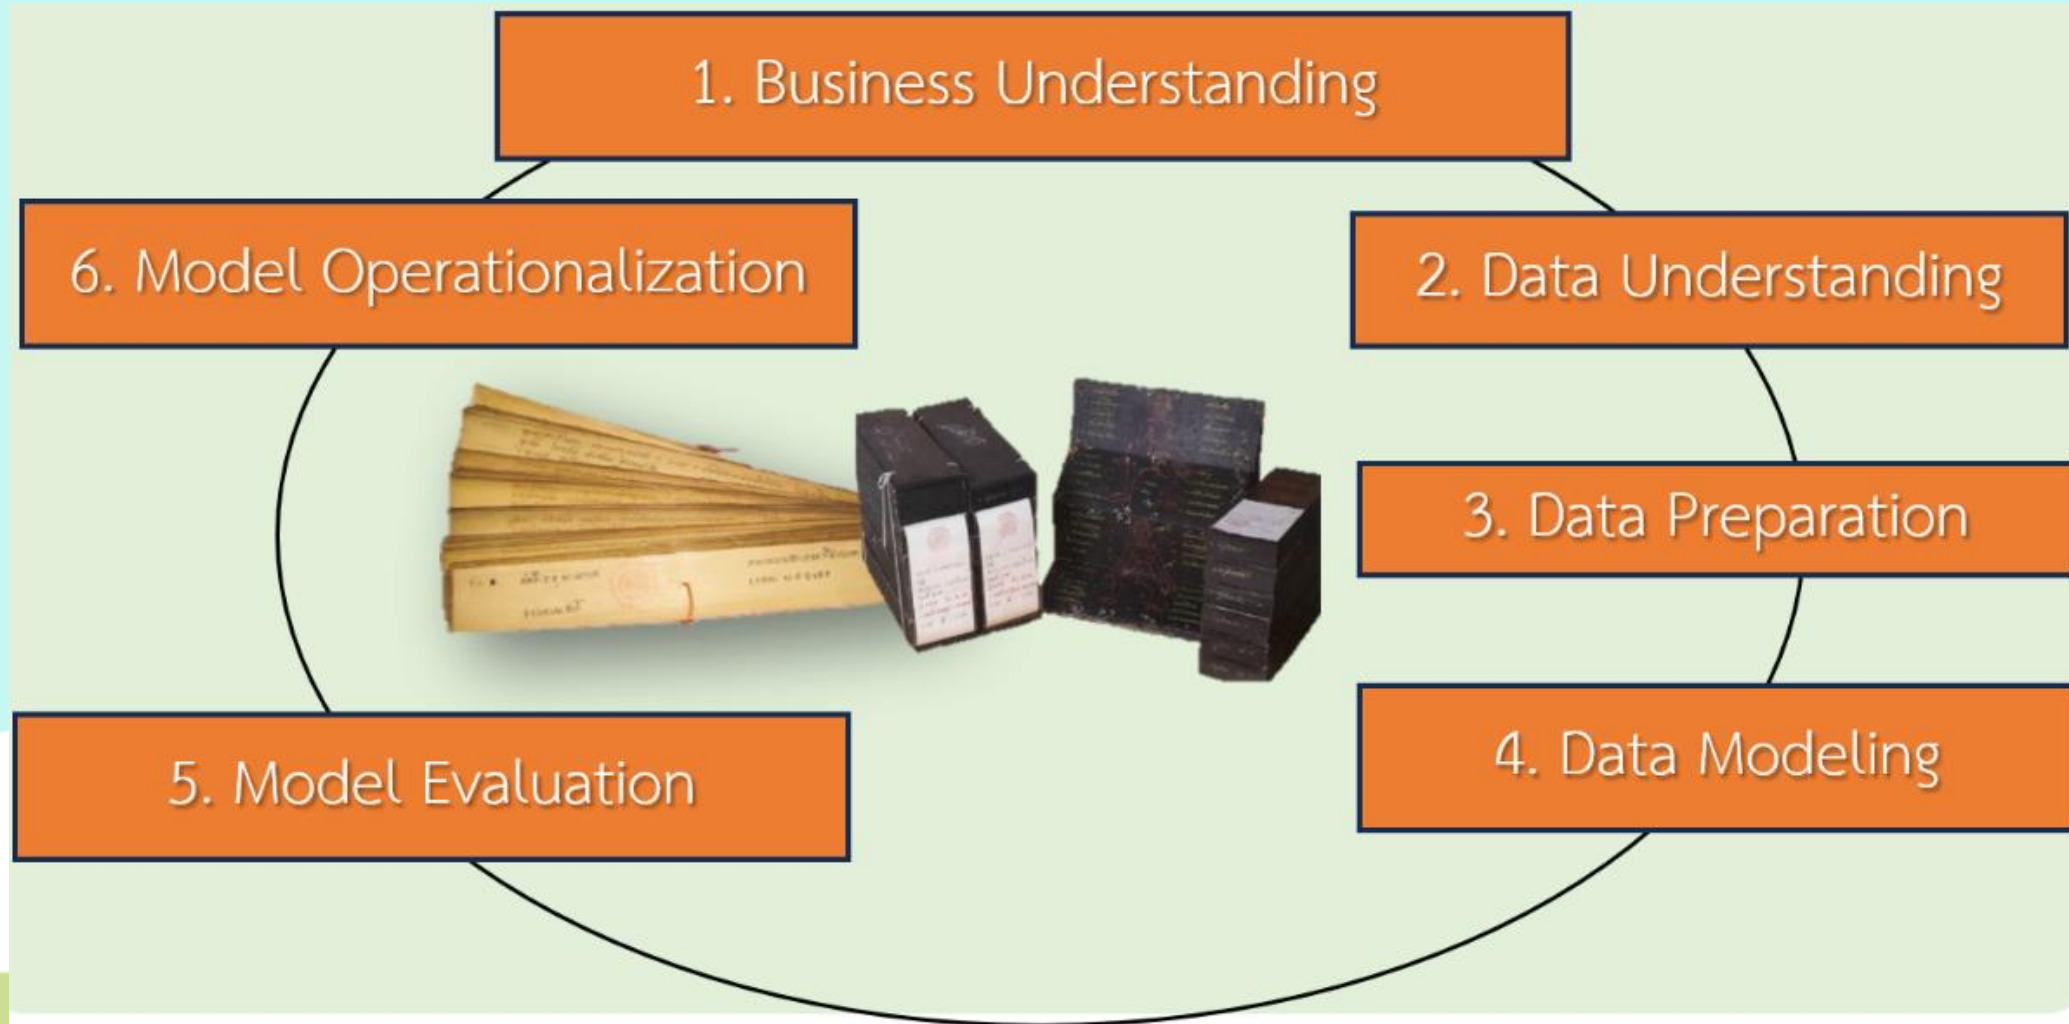 1. Business Understanding
2. Data Understanding
3. Data Preparation
4. Data Modeling
5. Model Evaluation
6. Model Operationalization